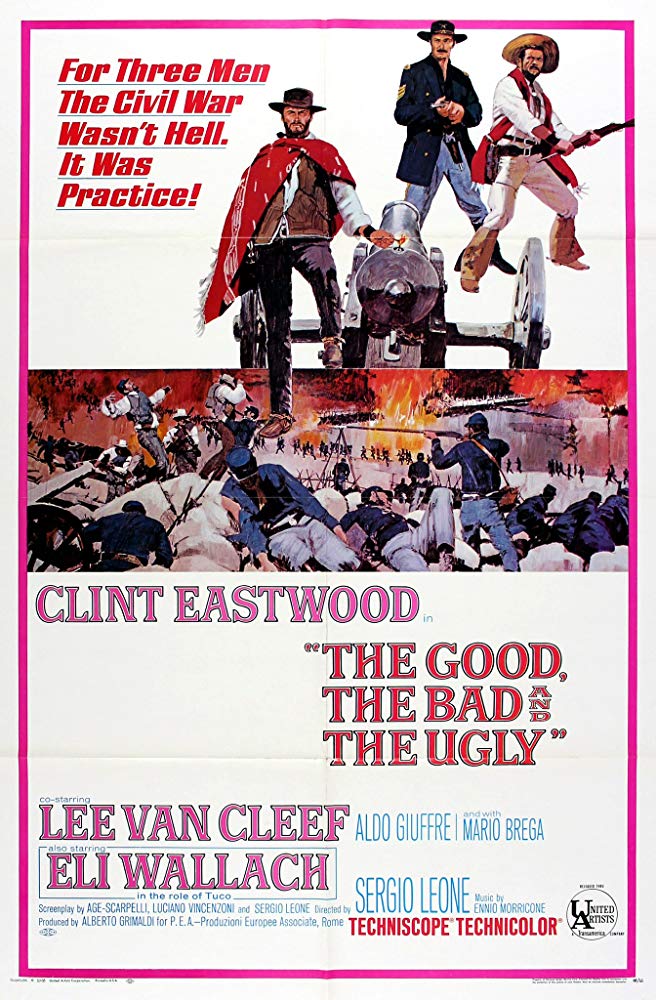 For Three Men
The Civil War
Wasn't Hell.
It Was
Practice!
CLINT EASTWOOD in
"THE GOOD,
THE BAD AND
THE UGLY"
co-starring
LEE VAN CLEEF
ALDO GIUFFRE
and with
MARIO BREGA
also starring
ELI WALLACH
in the role of Tuco
Screenplay by AGE-SCARPELLI, LUCIANO VINCENZONI and SERGIO LEONE
Directed by
SERGIO LEONE
Music by
ENNIO MORRICONE
Produced by ALBERTO GRIMALDI for P.E.A.-Produzioni Europee Associate, Rome
TECHNISCOPE® TECHNICOLOR®
UNITED
ARTISTS
A Transamerica COMPANY